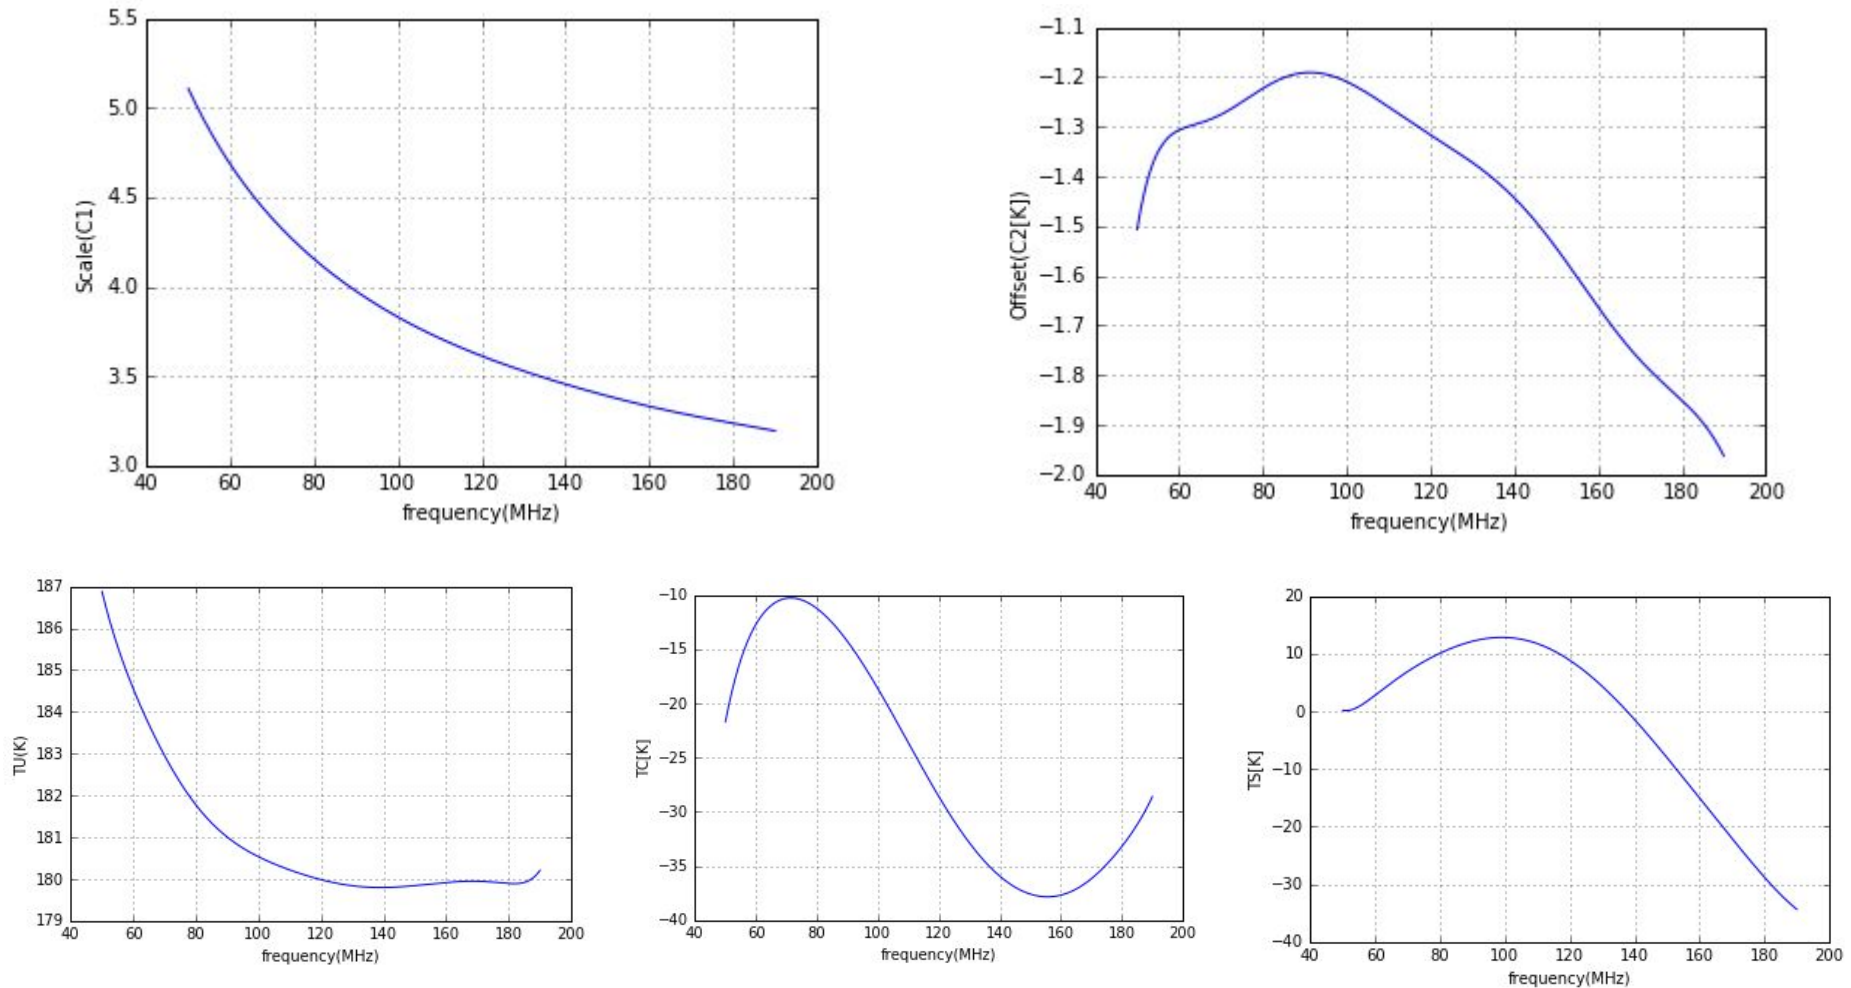 5.5
5.0
4.5
4.0
3.5
3.0
Scale(C1)
40 60 80 100 120 140 160 180 200
frequency(MHz)
−1.1
−1.2
−1.3
−1.4
−1.5
−1.6
−1.7
−1.8
−1.9
−2.0
Offset(C2[K])
40 60 80 100 120 140 160 180 200
frequency(MHz)
187
186
185
184
183
182
181
180
179
TU(K)
40 60 80 100 120 140 160 180 200
frequency(MHz)
−10
−15
−20
−25
−30
−35
−40
TC[K]
40 60 80 100 120 140 160 180 200
frequency(MHz)
20
10
0
−10
−20
−30
−40
TS[K]
40 60 80 100 120 140 160 180 200
frequency(MHz)